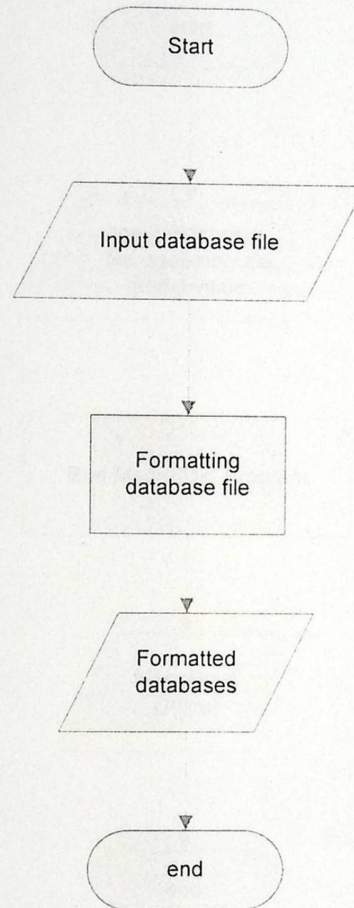 Start
Input database file
Formatting
database file
Formatted
databases
end